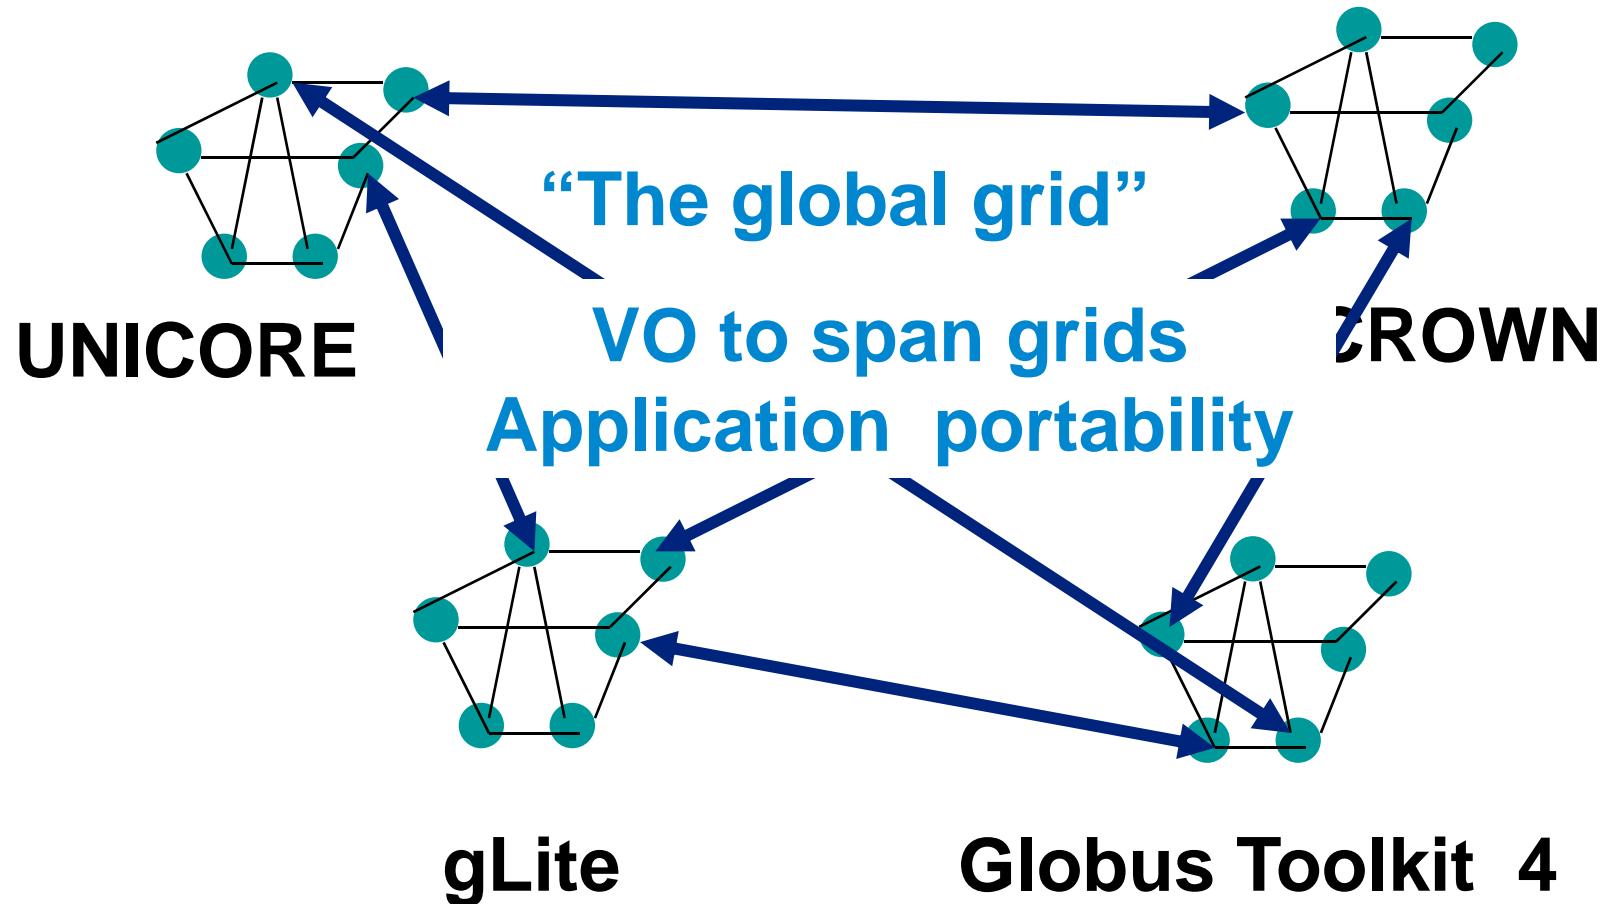 “The global grid”
UNICORE
VO to span grids
CROWN
Application portability
gLite
Globus Toolkit 4